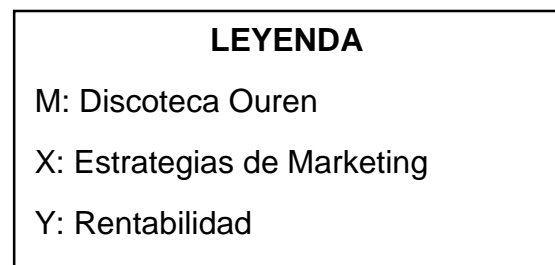 LEYENDA
M: Discoteca Ouren
X: Estrategias de Marketing
Y: Rentabilidad